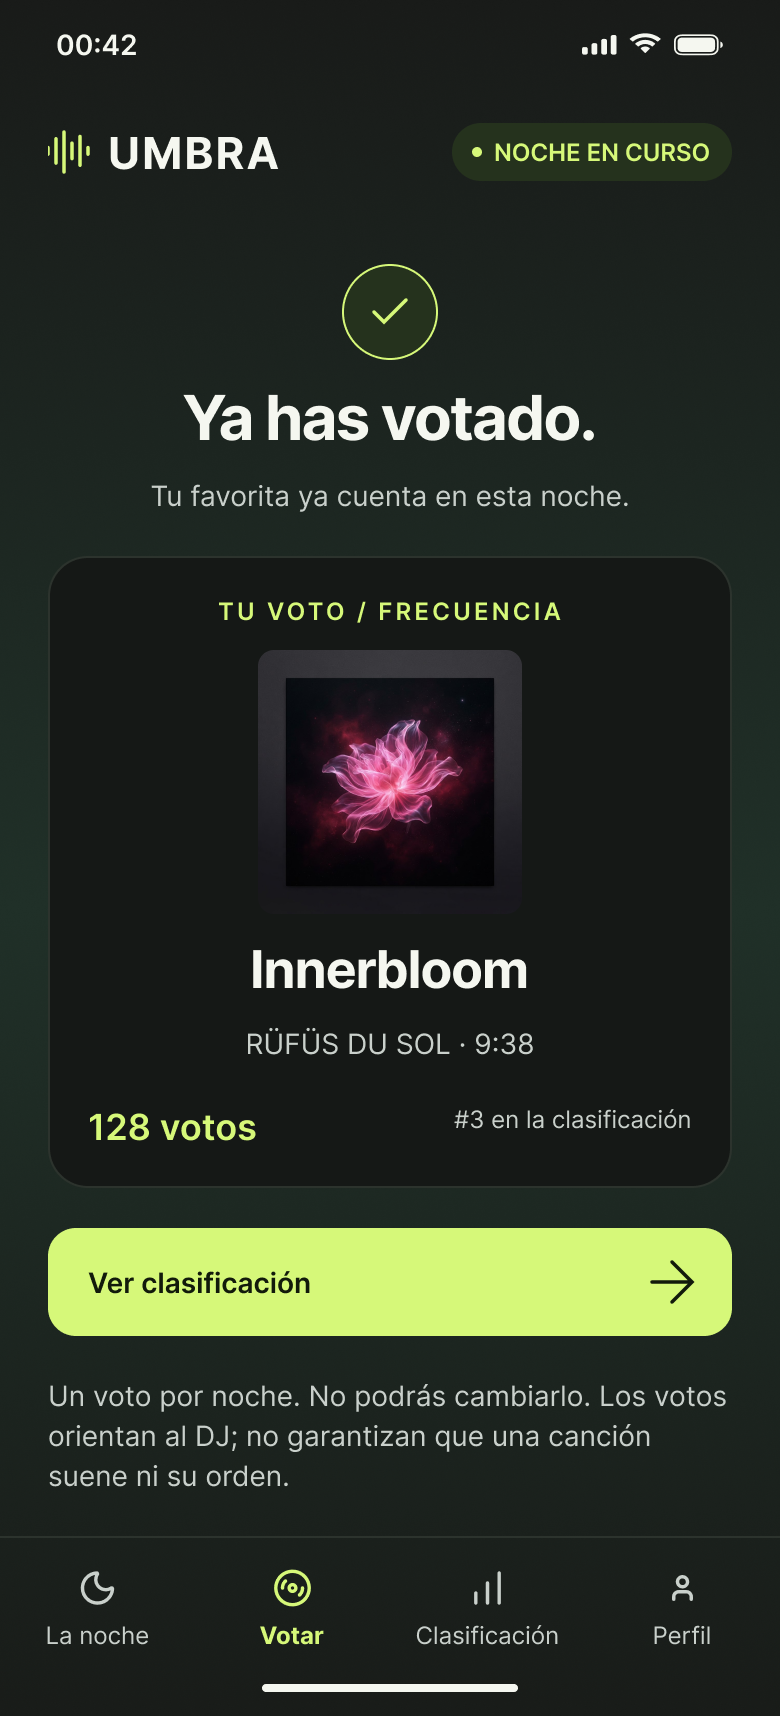 00:42
UMBRA
NOCHE EN CURSO
Ya has votado.
Tu favorita ya cuenta en esta noche.
TU VOTO / FRECUENCIA
Innerbloom
RÜFÜS DU SOL · 9:38
128 votos
#3 en la clasificación
Ver clasificación
Un voto por noche. No podrás cambiarlo. Los votos
orientan al DJ; no garantizan que una canción
suene ni su orden.
La noche
Votar
Clasificación
Perfil